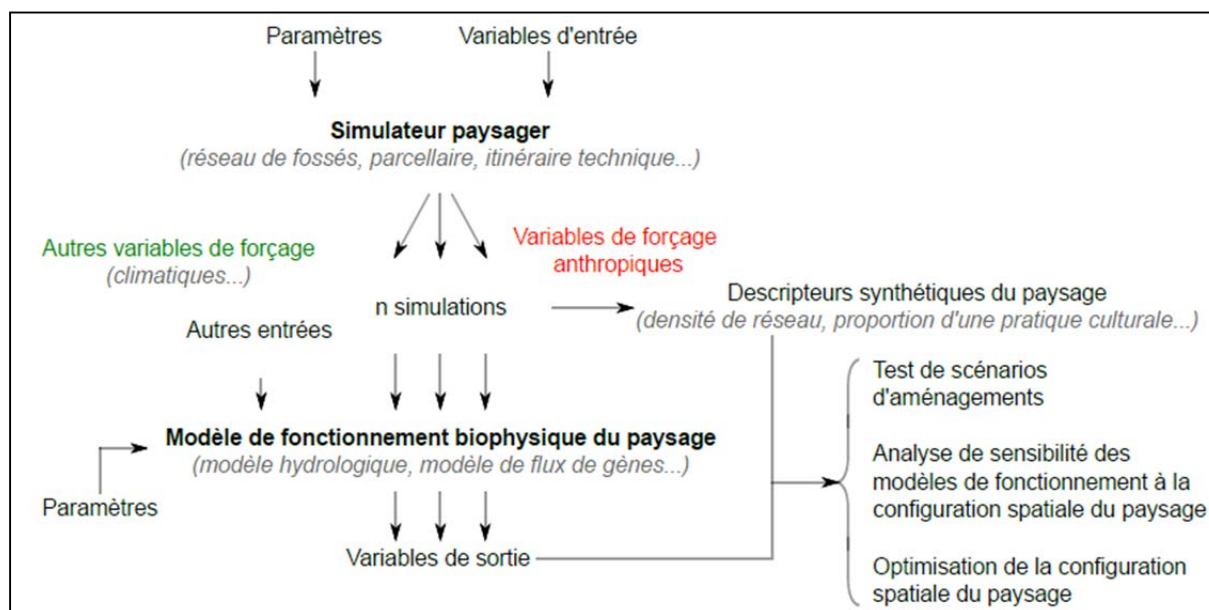 Paramètres
Variables d'entrée
Simulateur paysager
(réseau de fossés, parcellaire, itinéraire technique...)
Autres variables de forçage
(climatiques...)
Variables de forçage
anthropiques
n simulations
Autres entrées
Descripteurs synthétiques du paysage
(densité de réseau, proportion d'une pratique culturale...)
Modèle de fonctionnement biophysique du paysage
(modèle hydrologique, modèle de flux de gènes...)
Paramètres
Variables de sortie
Test de scénarios
d'aménagements
Analyse de sensibilité des
modèles de fonctionnement à la
configuration spatiale du paysage
Optimisation de la configuration
spatiale du paysage